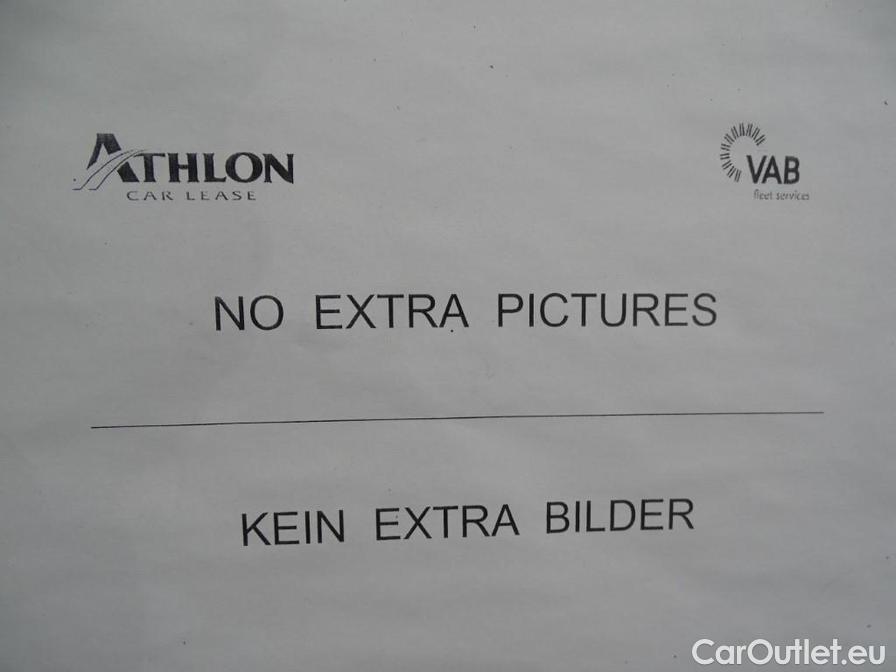 ATHLON
CAR LEASE
VAB
fleet services
NO EXTRA PICTURES
KEIN EXTRA BILDER
CarOutlet.eu